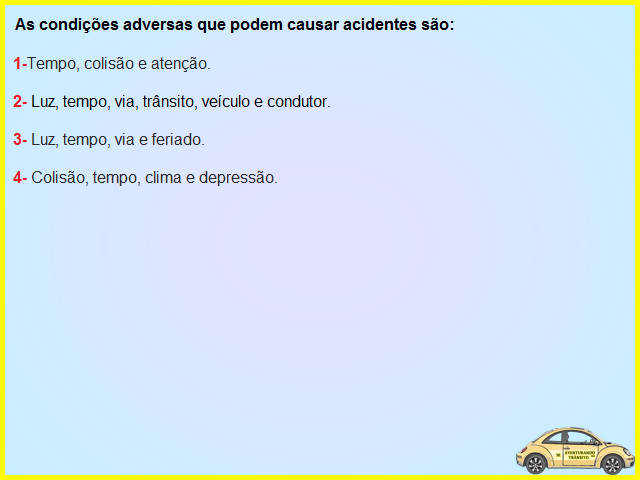 As condições adversas que podem causar acidentes são:
1-Tempo, colisão e atenção.
2- Luz, tempo, via, trânsito, veículo e condutor.
3- Luz, tempo, via e feriado.
4- Colisão, tempo, clima e depressão.
AVENTURANDO
TRÂNSITO